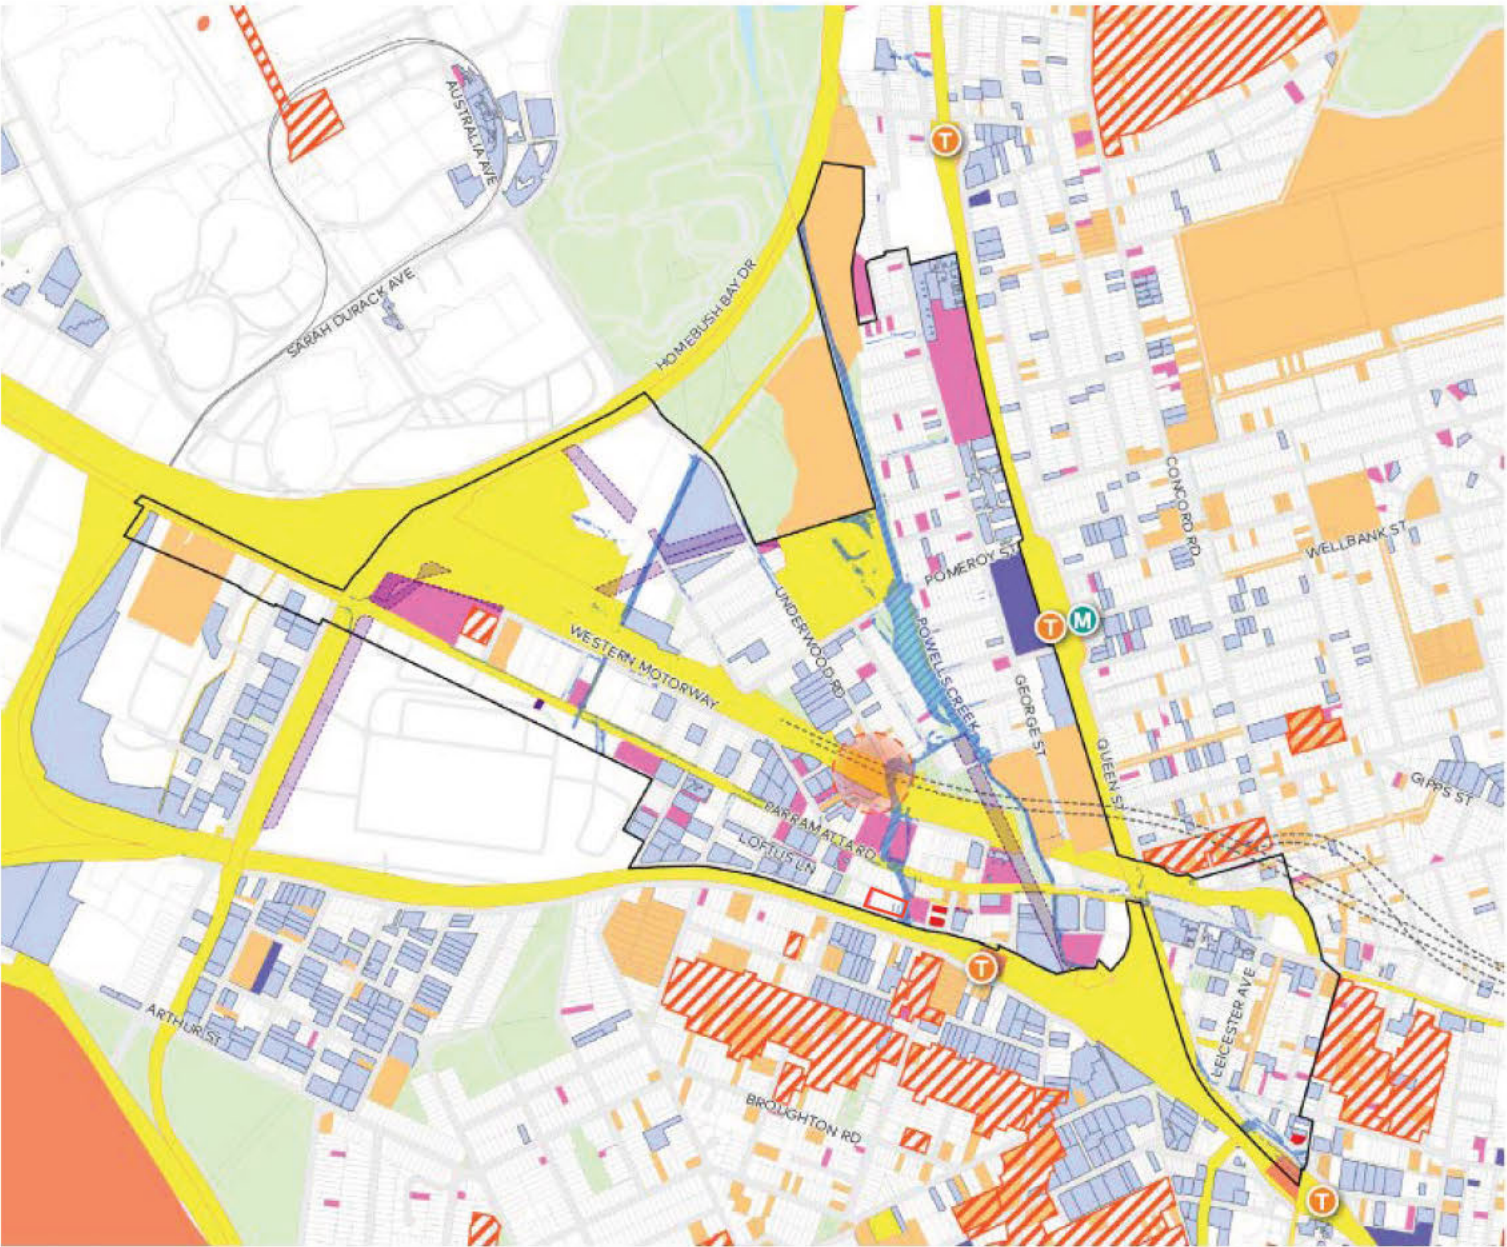 T
AUSTRALIA AVE
HOMEBUSH BAY DR
SARAH DURACK AVE
CONCORD RD
WELLBANK ST
POMEROY ST
UNDERWOOD RD
POWELLS CREEK
T
M
WESTERN MOTORWAY
GEORGE ST
QUEEN ST
GIPPS ST
PARRAMATTA RD
LOFTUS LN
T
LEICESTER AVE
ARTHUR ST
BROUGHTON RD
T